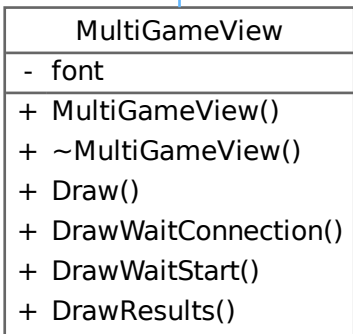 MultiGameView
- font
+ MultiGameView()
+ ~MultiGameView()
+ Draw()
+ DrawWaitConnection()
+ DrawWaitStart()
+ DrawResults()